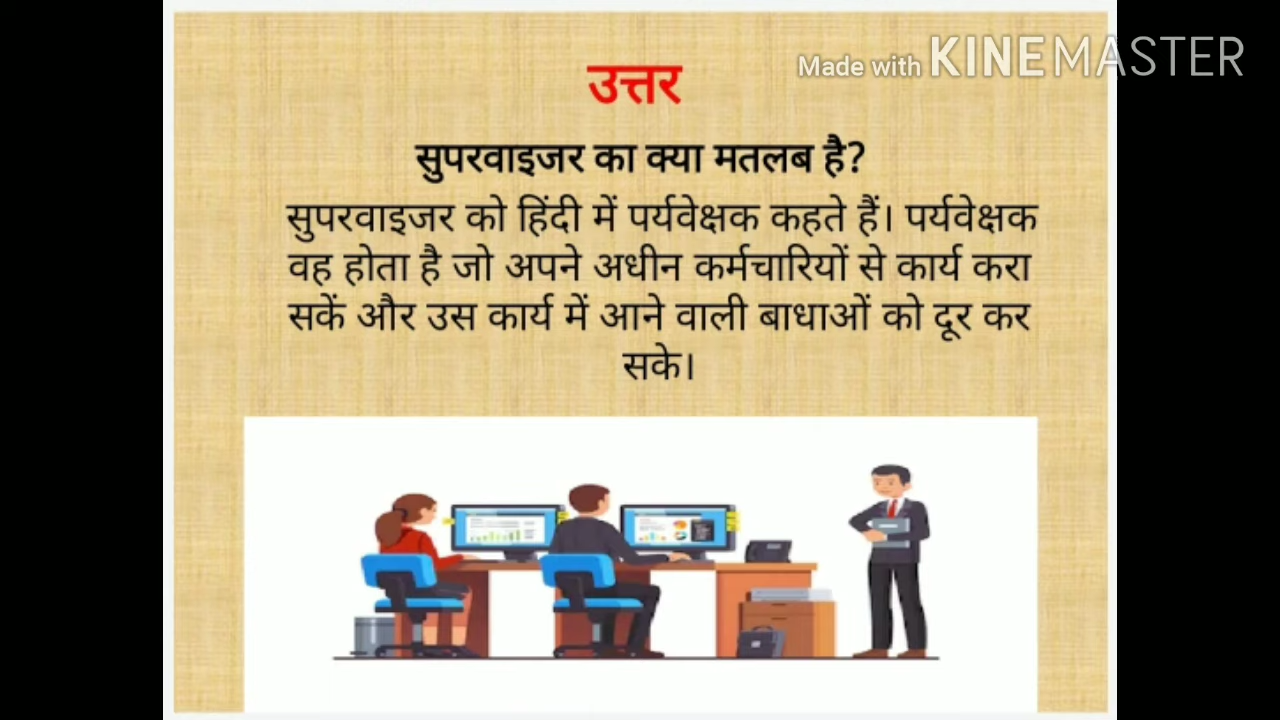 Made with KINEMASTER
उत्तर
सुपरवाइजर का क्या मतलब है?
सुपरवाइजर को हिंदी में पर्यवेक्षक कहते हैं। पर्यवेक्षक
वह होता है जो अपने अधीन कर्मचारियों से कार्य करा
सकें और उस कार्य में आने वाली बाधाओं को दूर कर
सके।